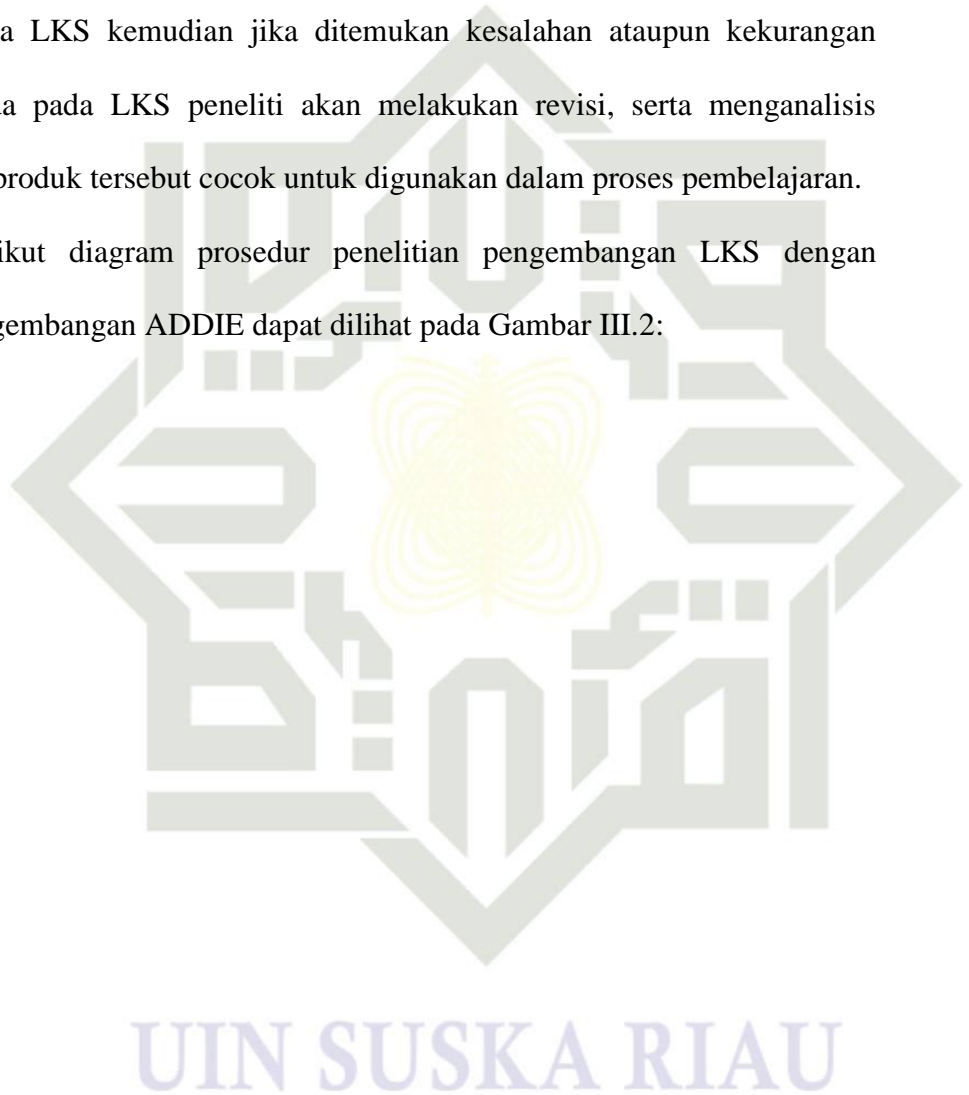 a LKS kemudian jika ditemukan kesalahan ataupun kekurangan
a pada LKS peneliti akan melakukan revisi, serta menganalisis
produk tersebut cocok untuk digunakan dalam proses pembelajaran.
ikut diagram prosedur penelitian pengembangan LKS dengan
gembangan ADDIE dapat dilihat pada Gambar III.2:
UIN SUSKA RIAU